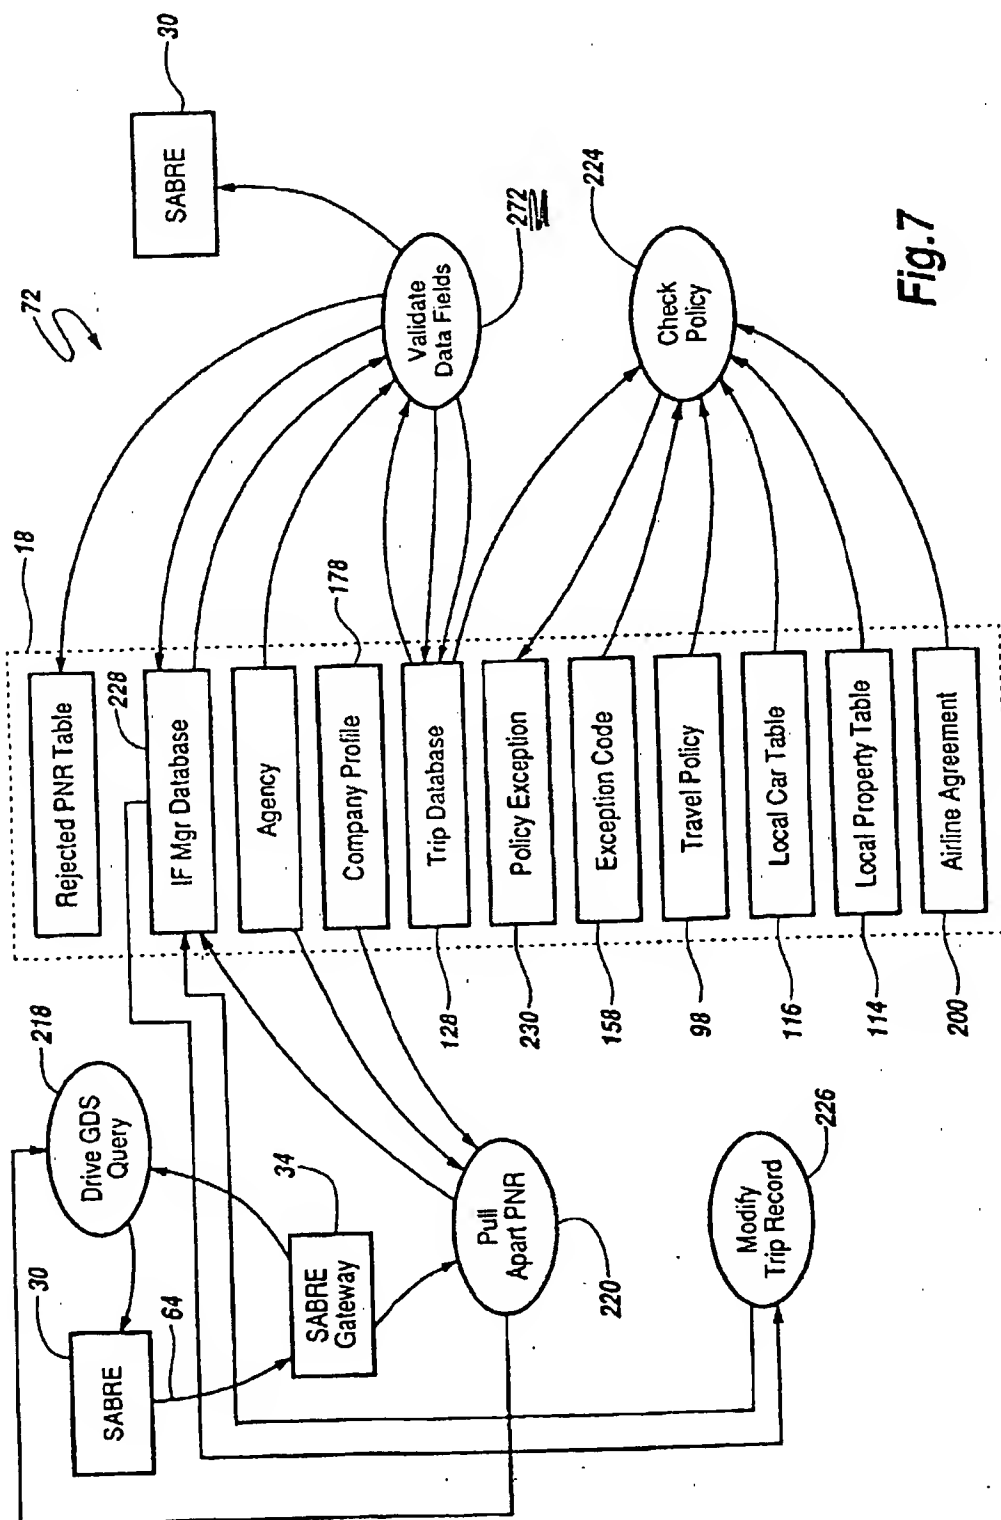 72
30
SABRE
18
Rejected PNR Table
228
IF Mgr Database
Agency
178
Company Profile
Trip Database
128
Policy Exception
230
Exception Code
158
Travel Policy
98
Local Car Table
116
Local Property Table
114
Airline Agreement
200
Validate
Data Fields
272
Check
Policy
224
218
Drive GDS
Query
30
SABRE
64
34
SABRE
Gateway
Pull
Apart PNR
220
Modify
Trip Record
226
Fig.7